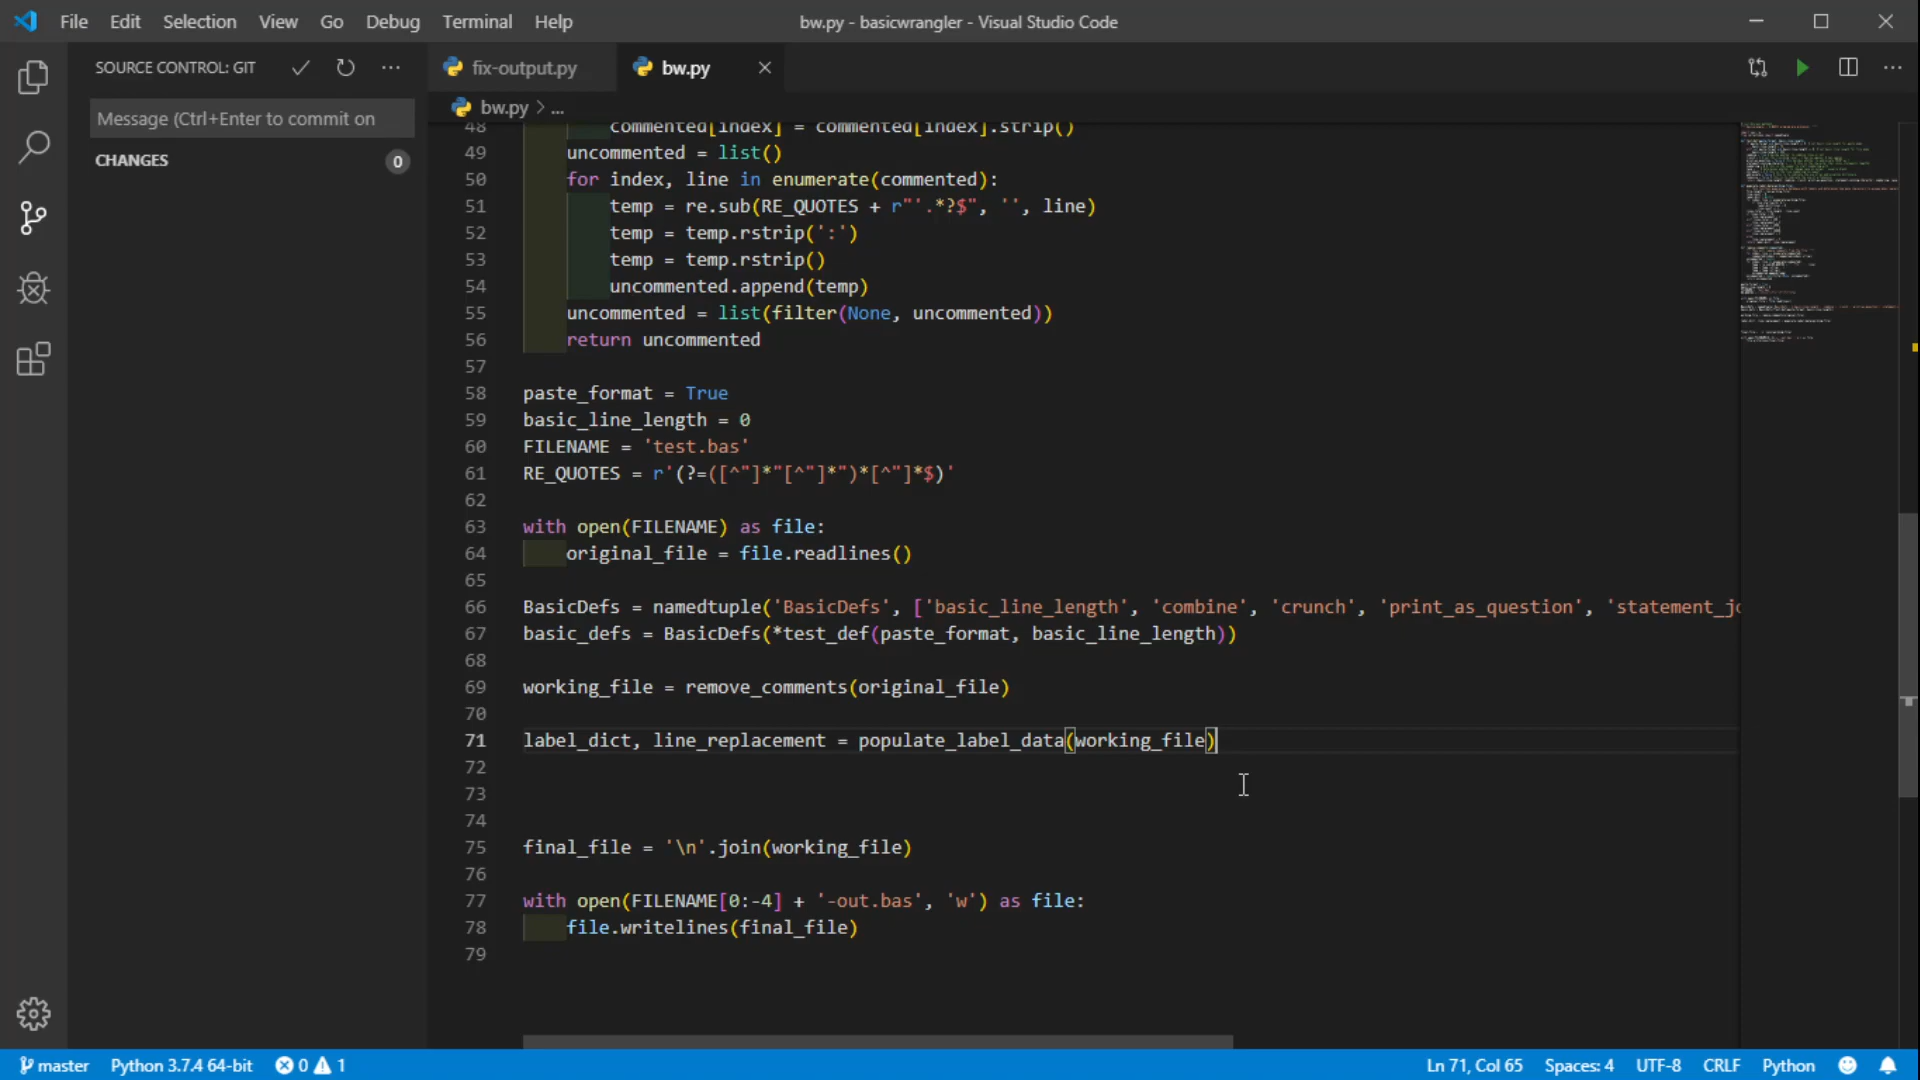 File Edit Selection View Go Debug Terminal Help
bw.py - basicwrangler - Visual Studio Code
SOURCE CONTROL: GIT
Message (Ctrl+Enter to commit on
CHANGES
0
fix-output.py
bw.py
bw.py > ...
48 commented[index] = commented[index].strip()
49 uncommented = list()
50 for index, line in enumerate(commented):
51 temp = re.sub(RE_QUOTES + r"'.*?$", '', line)
52 temp = temp.rstrip(':')
53 temp = temp.rstrip()
54 uncommented.append(temp)
55 uncommented = list(filter(None, uncommented))
56 return uncommented
57
58 paste_format = True
59 basic_line_length = 0
60 FILENAME = 'test.bas'
61 RE_QUOTES = r'(?=([^"]*"[^"]*")*[^"]*$)'
62
63 with open(FILENAME) as file:
64 original_file = file.readlines()
65
66 BasicDefs = namedtuple('BasicDefs', ['basic_line_length', 'combine', 'crunch', 'print_as_question',
67 basic_defs = BasicDefs(*test_def(paste_format, basic_line_length))
68
69 working_file = remove_comments(original_file)
70
71 label_dict, line_replacement = populate_label_data(working_file)
72
73
74
75 final_file = '\n'.join(working_file)
76
77 with open(FILENAME[0:-4] + '-out.bas', 'w') as file:
78 file.writelines(final_file)
79
master Python 3.7.4 64-bit 0 1
Ln 71, Col 65 Spaces: 4 UTF-8 CRLF Python